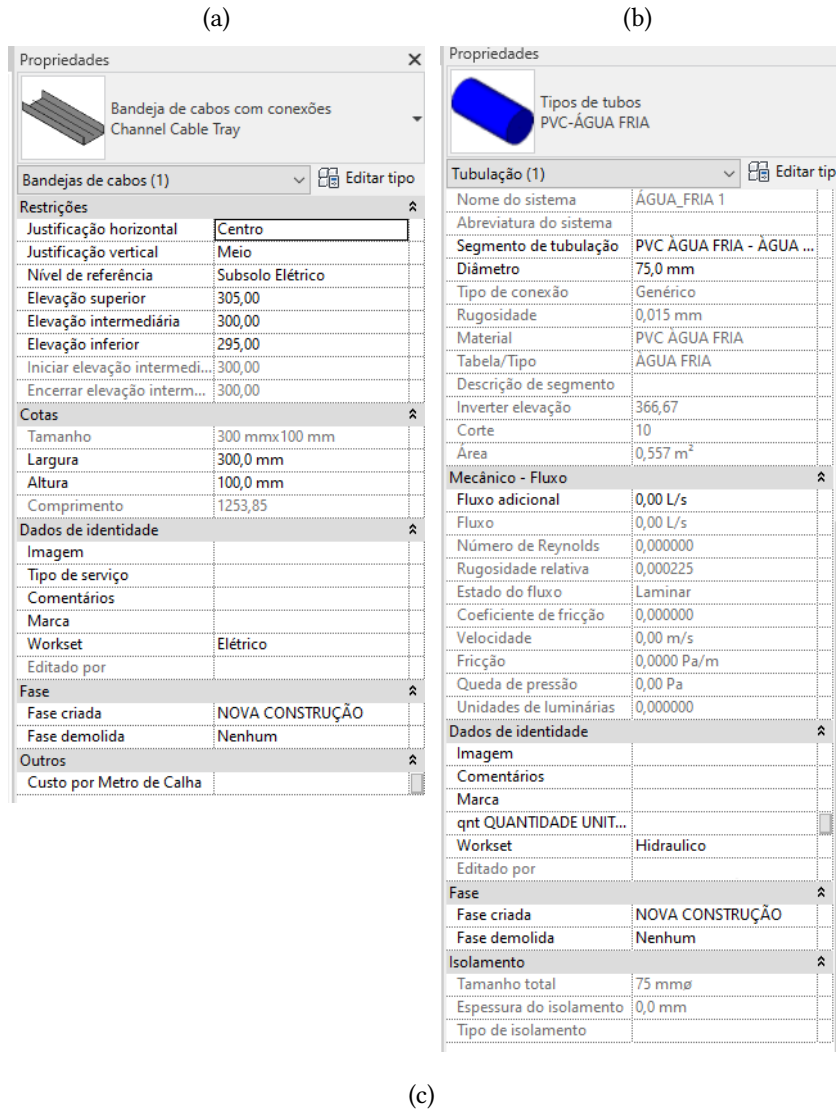 (a)
(b)
Propriedades
Bandeja de cabos com conexões
Channel Cable Tray
Bandejas de cabos (1)
Editar tipo
Restrições
Justificação horizontal Centro
Justificação vertical Meio
Nível de referência Subsolo Elétrico
Elevação superior 305,00
Elevação intermediária 300,00
Elevação inferior 295,00
Iniciar elevação intermedi... 300,00
Encerrar elevação interm... 300,00
Cotas
Tamanho 300 mmx100 mm
Largura 300,0 mm
Altura 100,0 mm
Comprimento 1253,85
Dados de identidade
Imagem
Tipo de serviço
Comentários
Marca
Workset Elétrico
Editado por
Fase
Fase criada NOVA CONSTRUÇÃO
Fase demolida Nenhum
Outros
Custo por Metro de Calha
Propriedades
Tipos de tubos
PVC-ÁGUA FRIA
Tubulação (1)
Editar tip
Nome do sistema ÁGUA_FRIA 1
Abreviatura do sistema
Segmento de tubulação PVC ÀGUA FRIA - ÀGUA ...
Diâmetro 75,0 mm
Tipo de conexão Genérico
Rugosidade 0,015 mm
Material PVC ÀGUA FRIA
Tabela/Tipo ÀGUA FRIA
Descrição de segmento
Inverter elevação 366,67
Corte 10
Área 0,557 m²
Mecânico - Fluxo
Fluxo adicional 0,00 L/s
Fluxo 0,00 L/s
Número de Reynolds 0,000000
Rugosidade relativa 0,000225
Estado do fluxo Laminar
Coeficiente de fricção 0,000000
Velocidade 0,00 m/s
Fricção 0,0000 Pa/m
Queda de pressão 0,00 Pa
Unidades de luminárias 0,000000
Dados de identidade
Imagem
Comentários
Marca
qnt QUANTIDADE UNIT...
Workset Hidraulico
Editado por
Fase
Fase criada NOVA CONSTRUÇÃO
Fase demolida Nenhum
Isolamento
Tamanho total 75 mmø
Espessura do isolamento 0,0 mm
Tipo de isolamento
(c)